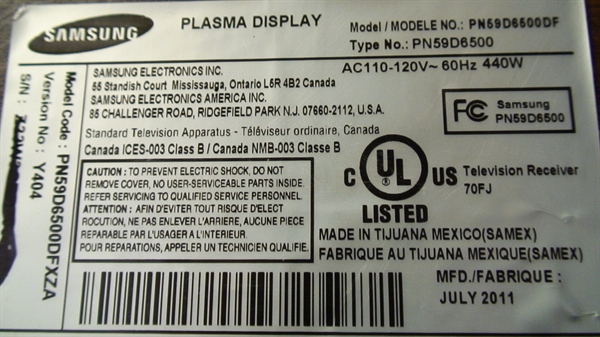 SAMSUNG
PLASMA DISPLAY
Model / MODELE NO.: PN59D6500DF
Type No.: PN59D6500
AC110-120V~ 60Hz 440W
SAMSUNG ELECTRONICS INC.
55 Standish Court Mississauga, Ontario L5R 4B2 Canada
SAMSUNG ELECTRONICS AMERICA INC.
85 CHALLENGER ROAD, RIDGEFIELD PARK N.J. 07660-2112, U.S.A.
Standard Television Apparatus - Téléviseur ordinaire, Canada
Canada ICES-003 Class B / Canada NMB-003 Classe B
FC Samsung
PN59D6500
CAUTION : TO PREVENT ELECTRIC SHOCK, DO NOT
REMOVE COVER, NO USER-SERVICEABLE PARTS INSIDE.
REFER SERVICING TO QUALIFIED SERVICE PERSONNEL.
ATTENTION : AFIN D'EVITER TOUT RISQUE D'ELECT
ROCUTION, NE PAS ENLEVER L'ARRIERE, AUCUNE PIECE
REPARABLE PAR L'USAGER A L'INTERIEUR.
POUR REPARATIONS, APPELER UN TECHNICIEN QUALIFIE.
C UL US
LISTED
Television Receiver
70FJ
MADE IN TIJUANA MEXICO(SAMEX)
FABRIQUE AU TIJUANA MEXIQUE(SAMEX)
MFD./FABRIQUE :
JULY 2011
Model Code : PN59D6500DFXZA
Version No : Y404
S/N :